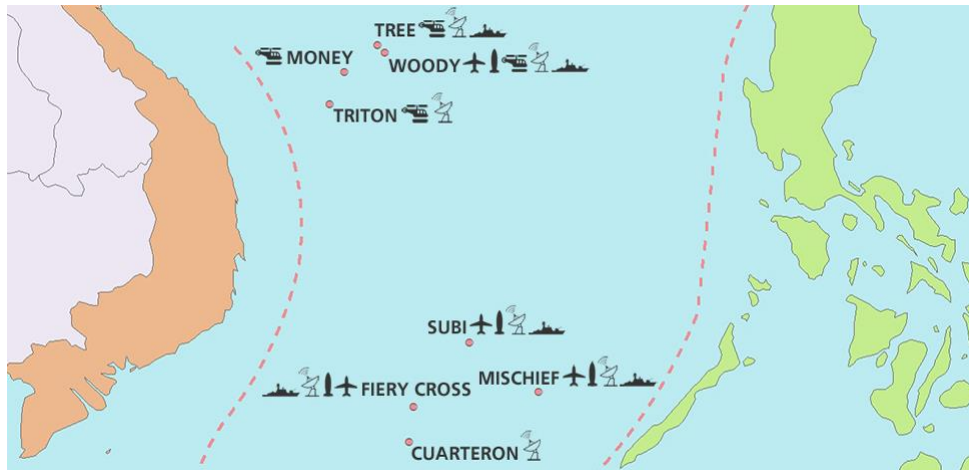 TREE
MONEY
WOODY
TRITON
SUBI
MISCHIEF
FIERY CROSS
CUARTERON